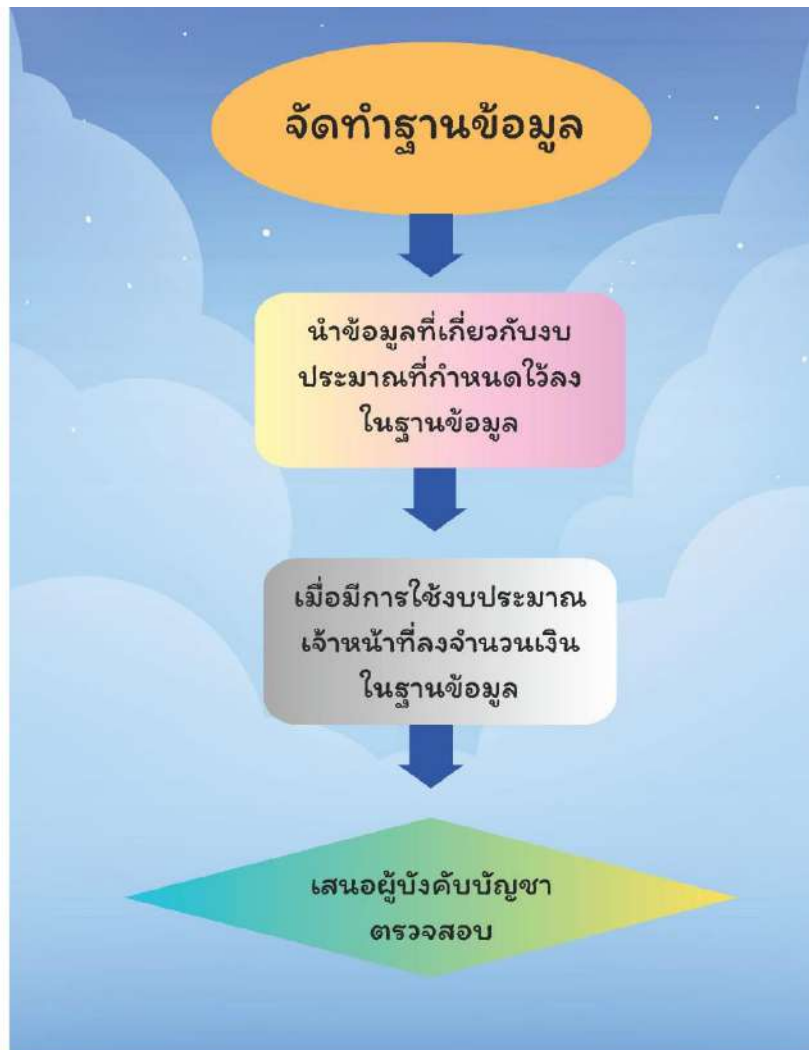 จัดทำฐานข้อมูล
นำข้อมูลที่เกี่ยวกับงบ
ประมาณที่กำหนดใว้ลง
ในฐานข้อมูล
เมื่อมีการใช้งบประมาณ
เจ้าหน้าที่ลงจำนวนเงิน
ในฐานข้อมูล
เสนอผู้บังคับบัญชา
ตรวจสอบ